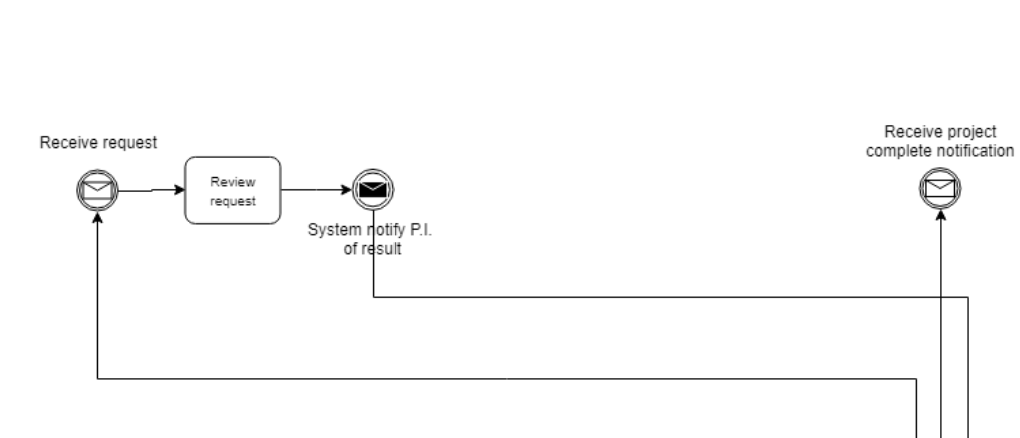 Receive request
Review
request
System notify P.I.
of result
Receive project
complete notification